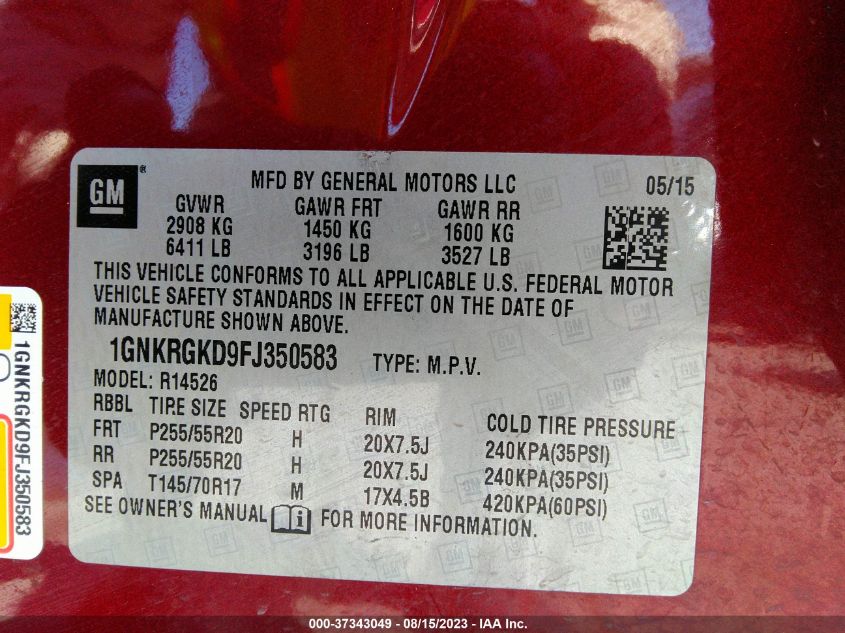 GM ®
MFD BY GENERAL MOTORS LLC 05/15
GVWR GAWR FRT GAWR RR
2908 KG 1450 KG 1600 KG
6411 LB 3196 LB 3527 LB
THIS VEHICLE CONFORMS TO ALL APPLICABLE U.S. FEDERAL MOTOR
VEHICLE SAFETY STANDARDS IN EFFECT ON THE DATE OF
MANUFACTURE SHOWN ABOVE.
1GNKRGKD9FJ350583 TYPE: M.P.V.
MODEL: R14526
RBBL TIRE SIZE SPEED RTG RIM COLD TIRE PRESSURE
FRT P255/55R20 H 20X7.5J 240KPA(35PSI)
RR P255/55R20 H 20X7.5J 240KPA(35PSI)
SPA T145/70R17 M 17X4.5B 420KPA(60PSI)
SEE OWNER'S MANUAL FOR MORE INFORMATION.
1GNKRGKD9FJ350583
000-37343049 - 08/15/2023 - IAA Inc.